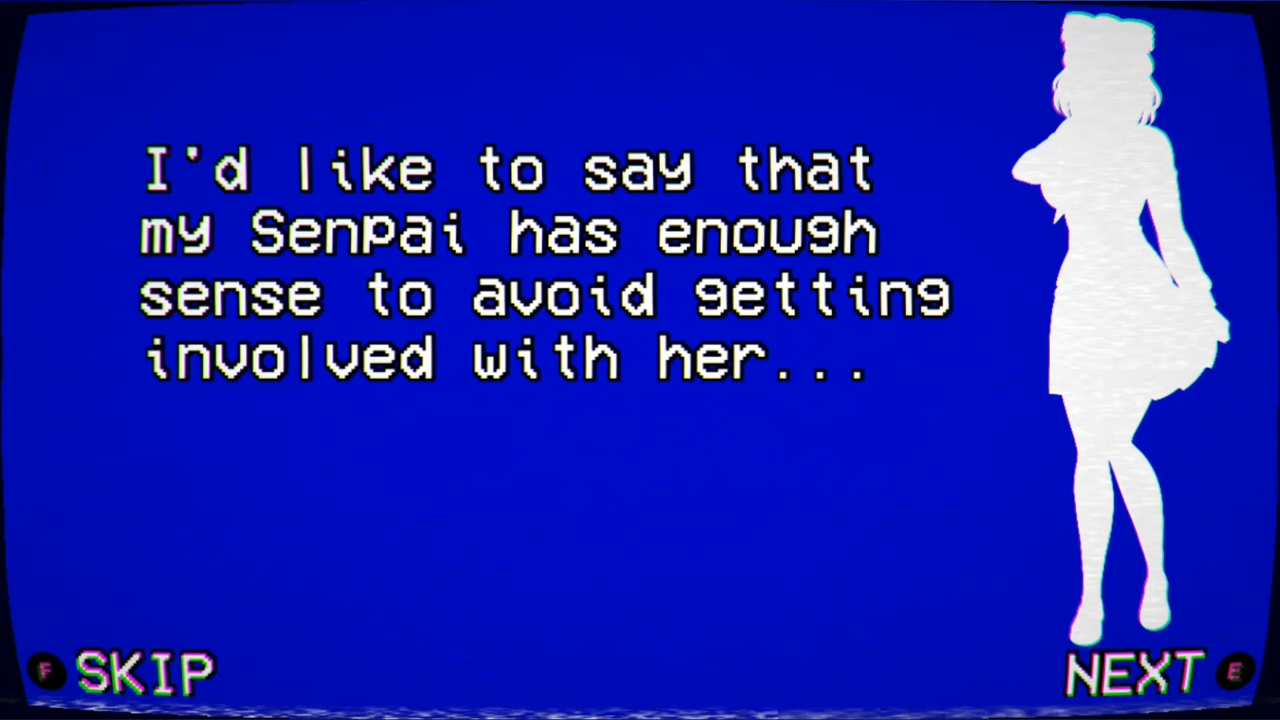 I'd like to say that
my Senpai has enough
sense to avoid getting
involved with her...
F SKIP
NEXT E